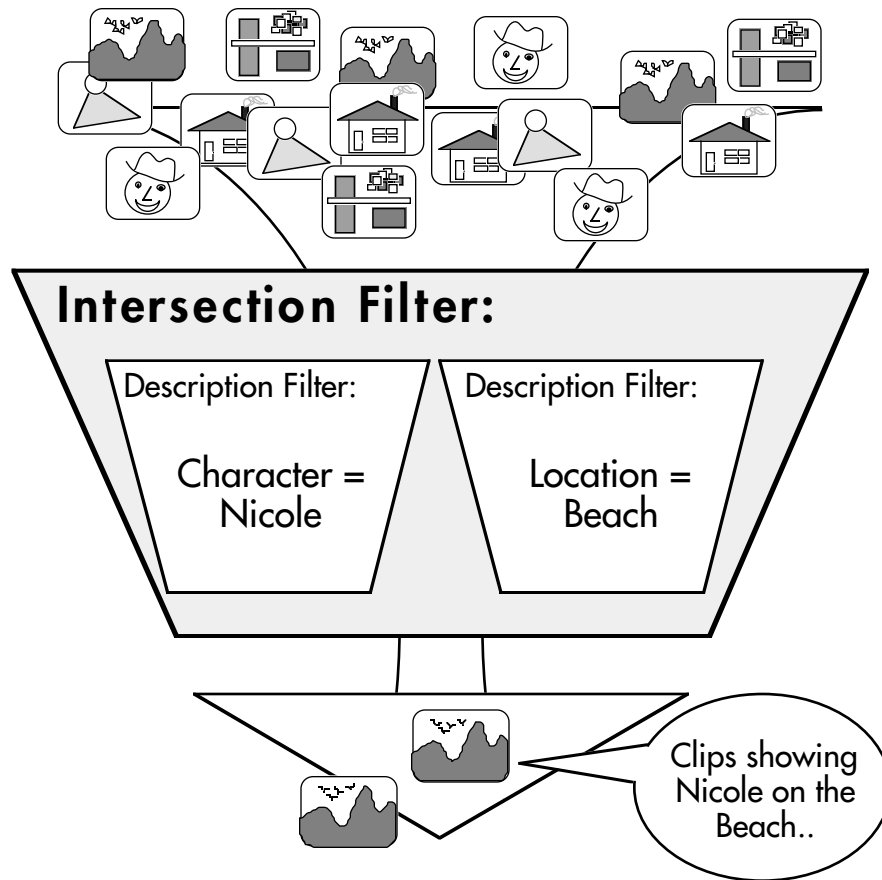 Intersection Filter:
Description Filter:
Character =
Nicole
Description Filter:
Location =
Beach
Clips showing
Nicole on the
Beach..